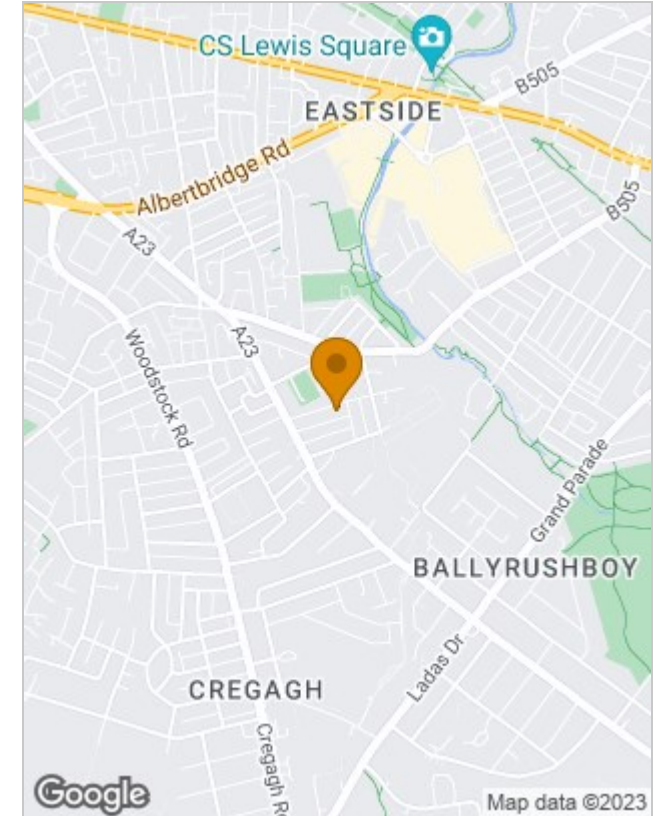 CS Lewis Square
B505
EASTSIDE
Albertbridge Rd
B505
A23
A23
Woodstock Rd
Grand Parade
BALLYRUSHBOY
Ladas Dr
CREGAGH
Cregagh R
Google
Map data ©2023